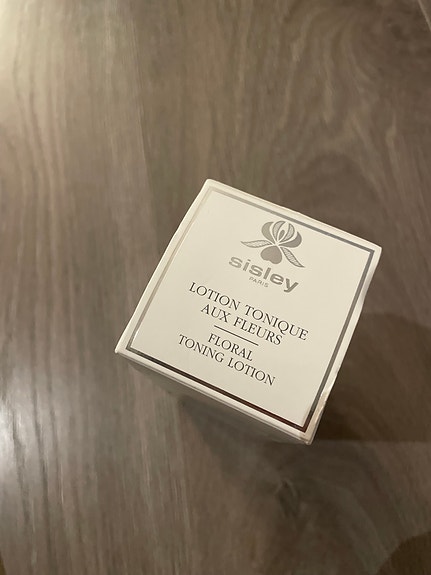 sisley
PARIS
LOTION TONIQUE
AUX FLEURS
FLORAL
TONING LOTION